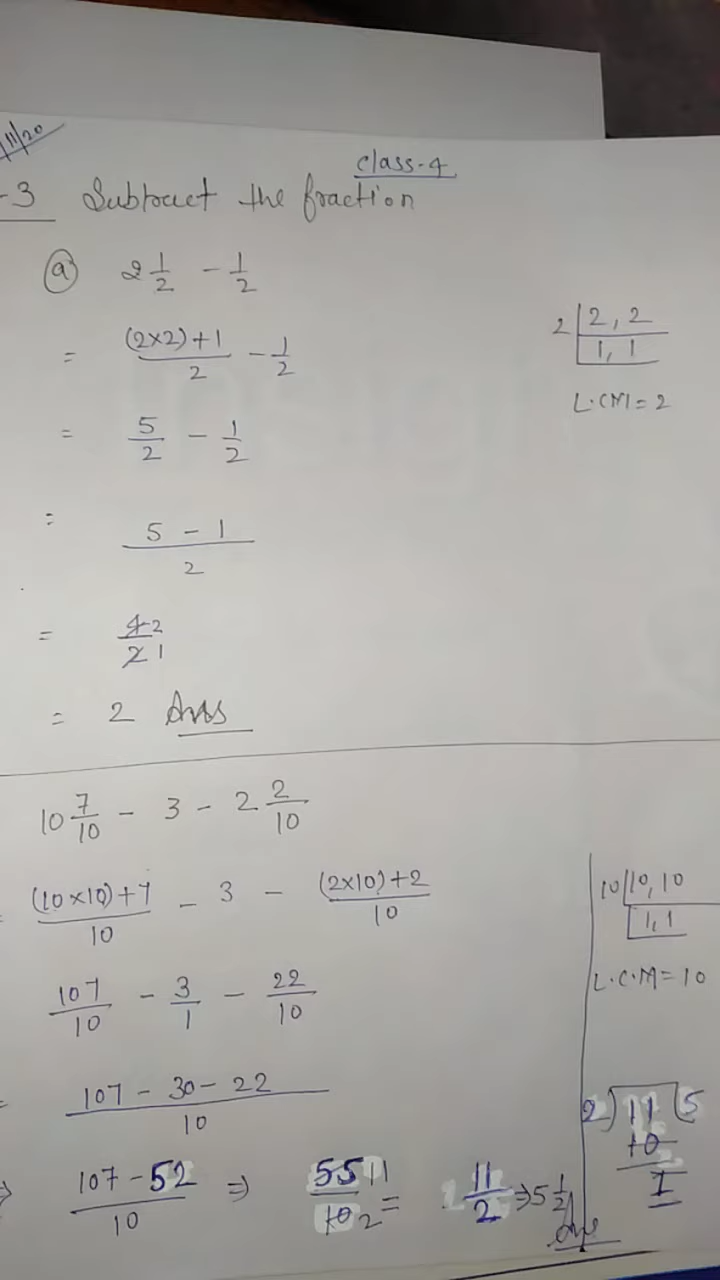 11/20
class-4
-3 Subtract the fraction
(a) 2 1/2 - 1/2
= (2×2)+1/2 - 1/2
2 | 2, 2
1, 1
L.CM = 2
= 5/2 - 1/2
= 5 - 1/2
= 4 2/2 1
= 2 Ans
10 7/10 - 3 - 2 2/10
= (10×10)+7/10 - 3 - (2×10)+2/10
10 | 10, 10
1, 1
L.C.M = 10
107/10 - 3/1 - 22/10
= 107 - 30 - 22/10
2 ) 11 ( 5
10
1
⇒ 107 - 52/10 ⇒ 55 11/10 2 = 11/2 ⇒ 5 1/2
Ans